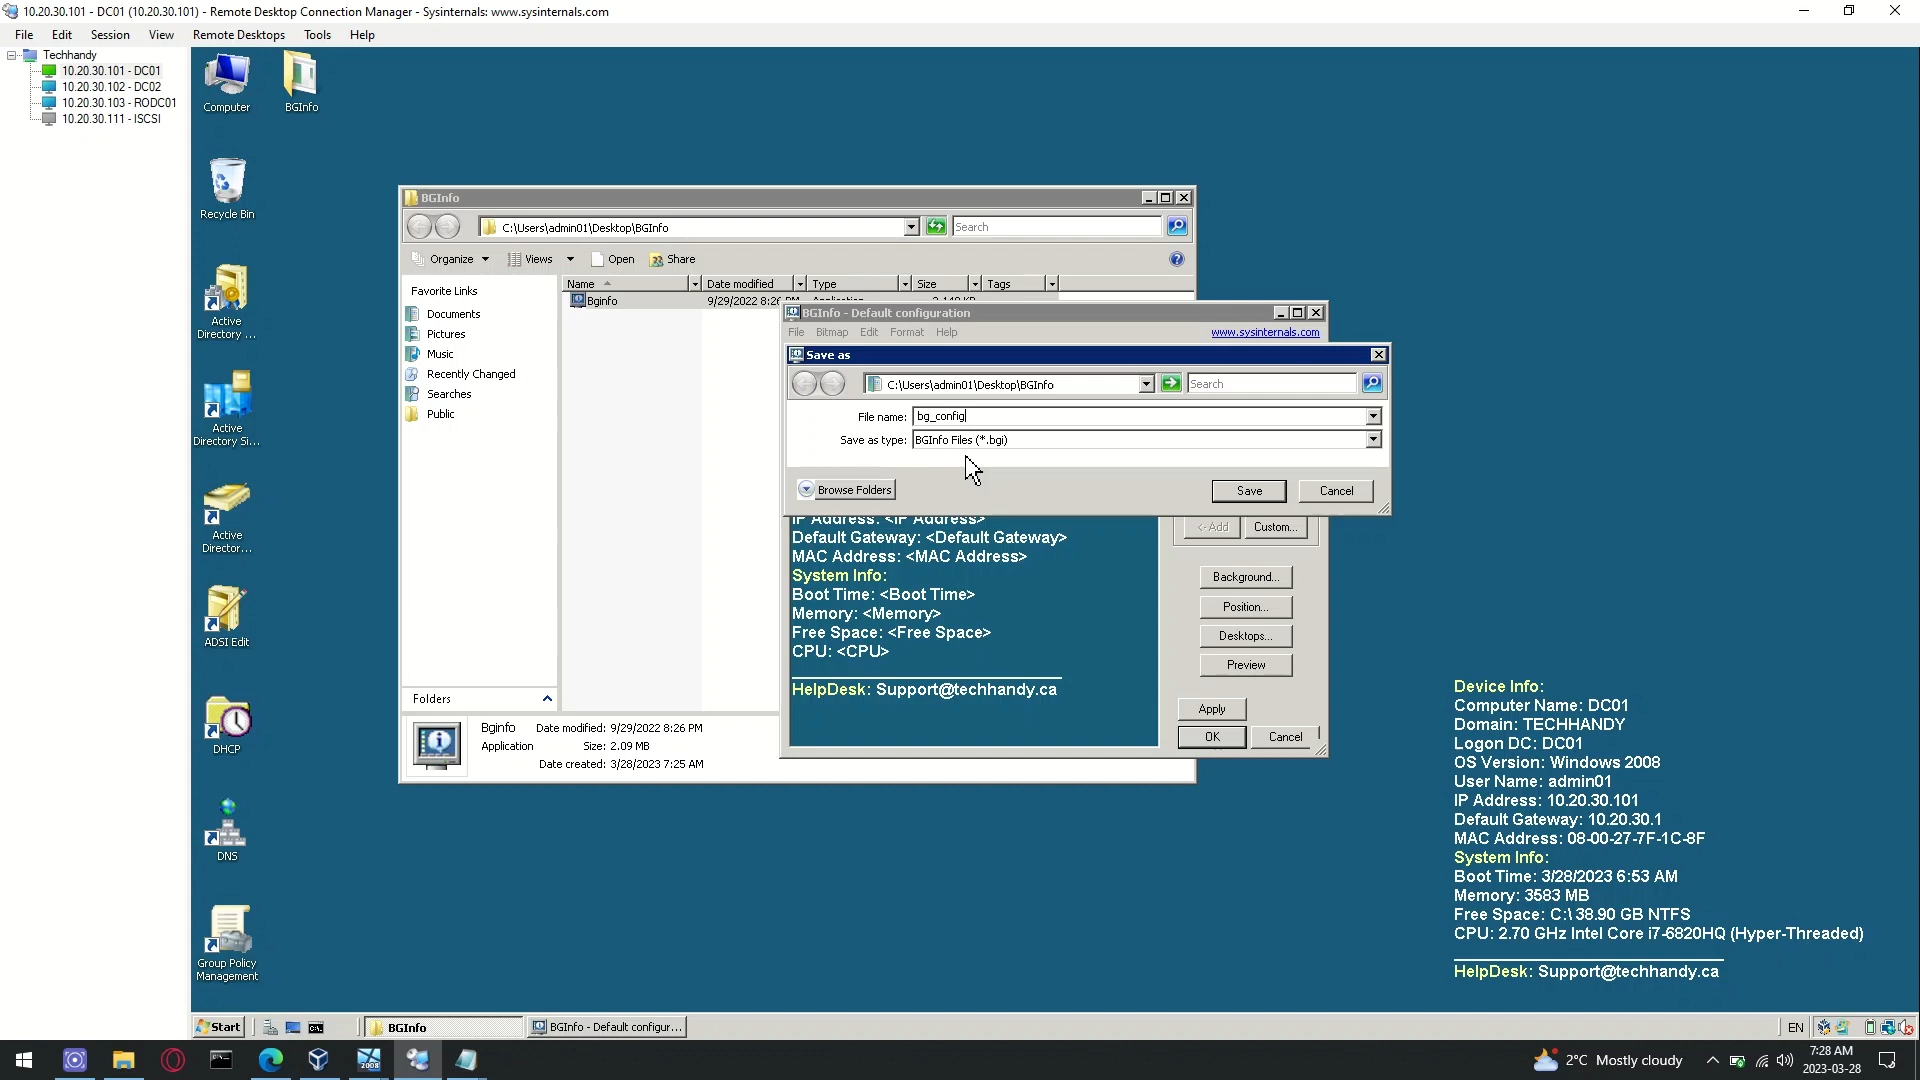 10.20.30.101 - DC01 (10.20.30.101) - Remote Desktop Connection Manager - Sysinternals: www.sysinternals.com
File Edit Session View Remote Desktops Tools Help
Techhandy
10.20.30.101 - DC01
10.20.30.102 - DC02
10.20.30.103 - RODC01
10.20.30.111 - ISCSI
Computer
BGInfo
Recycle Bin
Active
Directory ...
Active
Directory Si...
Active
Director...
ADSI Edit
DHCP
DNS
Group Policy
Management
BGInfo
C:\Users\admin01\Desktop\BGInfo
Search
Organize Views Open Share
Favorite Links
Documents
Pictures
Music
Recently Changed
Searches
Public
Folders
Name Date modified Type Size Tags
Bginfo 9/29/2022 8:26 PM Application
Bginfo Date modified: 9/29/2022 8:26 PM
Application Size: 2.09 MB
Date created: 3/28/2023 7:25 AM
BGInfo - Default configuration
File Bitmap Edit Format Help www.sysinternals.com
Save as
C:\Users\admin01\Desktop\BGInfo
Search
File name: bg_config
Save as type: BGInfo Files (*.bgi)
Browse Folders Save Cancel
IP Address: <IP Address>
Default Gateway: <Default Gateway>
MAC Address: <MAC Address>
System Info:
Boot Time: <Boot Time>
Memory: <Memory>
Free Space: <Free Space>
CPU: <CPU>
HelpDesk: Support@techhandy.ca
<- Add Custom...
Background...
Position...
Desktops...
Preview
Apply
OK Cancel
Device Info:
Computer Name: DC01
Domain: TECHHANDY
Logon DC: DC01
OS Version: Windows 2008
User Name: admin01
IP Address: 10.20.30.101
Default Gateway: 10.20.30.1
MAC Address: 08-00-27-7F-1C-8F
System Info:
Boot Time: 3/28/2023 6:53 AM
Memory: 3583 MB
Free Space: C:\ 38.90 GB NTFS
CPU: 2.70 GHz Intel Core i7-6820HQ (Hyper-Threaded)
HelpDesk: Support@techhandy.ca
Start BGInfo BGInfo - Default configur... EN
2008
2°C Mostly cloudy
7:28 AM
2023-03-28